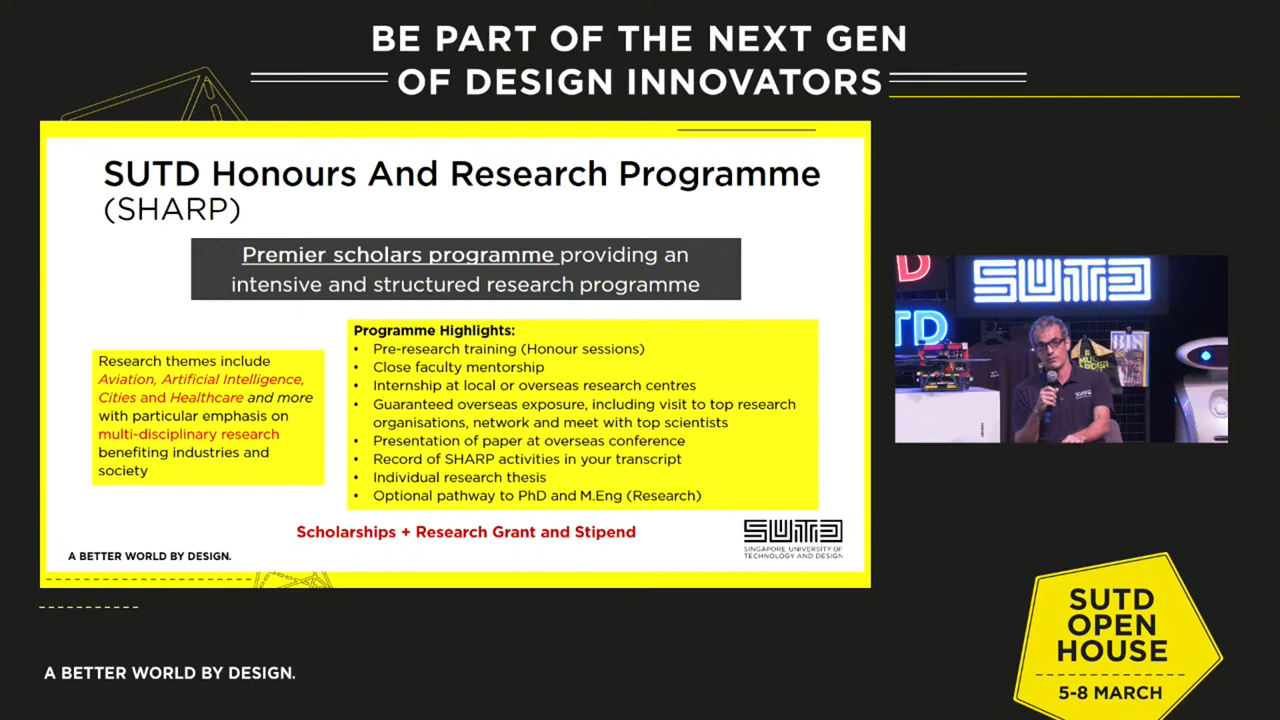 BE PART OF THE NEXT GEN
OF DESIGN INNOVATORS
SUTD Honours And Research Programme
(SHARP)
Premier scholars programme providing an
intensive and structured research programme
Research themes include
Aviation, Artificial Intelligence,
Cities and Healthcare and more
with particular emphasis on
multi-disciplinary research
benefiting industries and
society
Programme Highlights:
• Pre-research training (Honour sessions)
• Close faculty mentorship
• Internship at local or overseas research centres
• Guaranteed overseas exposure, including visit to top research
organisations, network and meet with top scientists
• Presentation of paper at overseas conference
• Record of SHARP activities in your transcript
• Individual research thesis
• Optional pathway to PhD and M.Eng (Research)
Scholarships + Research Grant and Stipend
A BETTER WORLD BY DESIGN.
SUTD
SINGAPORE UNIVERSITY OF
TECHNOLOGY AND DESIGN
D
SUTD
TD
SUTD
OPEN
HOUSE
5-8 MARCH
A BETTER WORLD BY DESIGN.